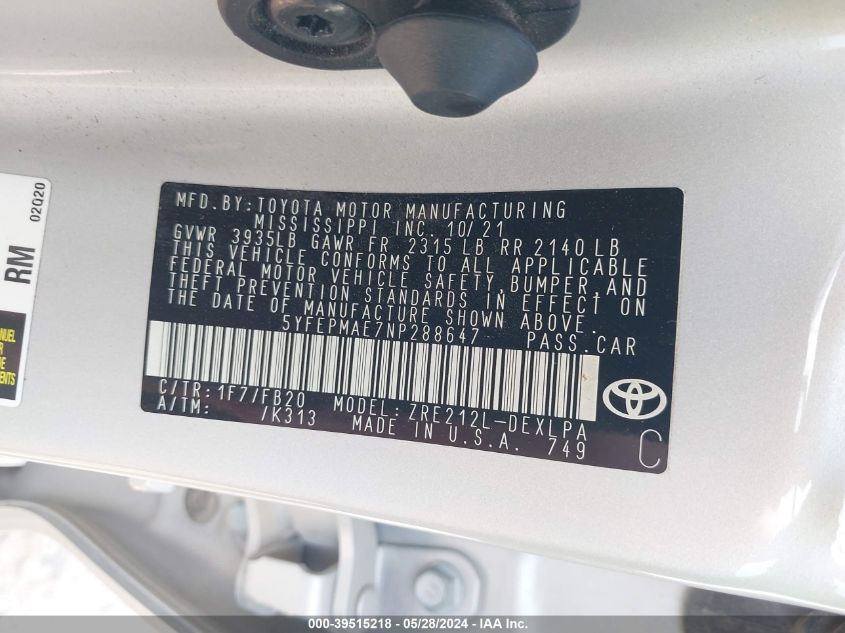 02Q20
RM
NUEL
MFD. BY: TOYOTA MOTOR MANUFACTURING
MISSISSIPPI INC. 10/21
GVWR 3935LB GAWR FR 2315 LB RR 2140 LB
THIS VEHICLE CONFORMS TO ALL APPLICABLE
FEDERAL MOTOR VEHICLE SAFETY, BUMPER AND
THEFT PREVENTION STANDARDS IN EFFECT ON
THE DATE OF MANUFACTURE SHOWN ABOVE.
5YFEPMAE7NP288647 PASS. CAR
C/TR: 1F7/FB20 MODEL: ZRE212L-DEXLPA
A/TM: /K313 MADE IN U.S.A. 749
C
000-39515218 - 05/28/2024 - IAA Inc.